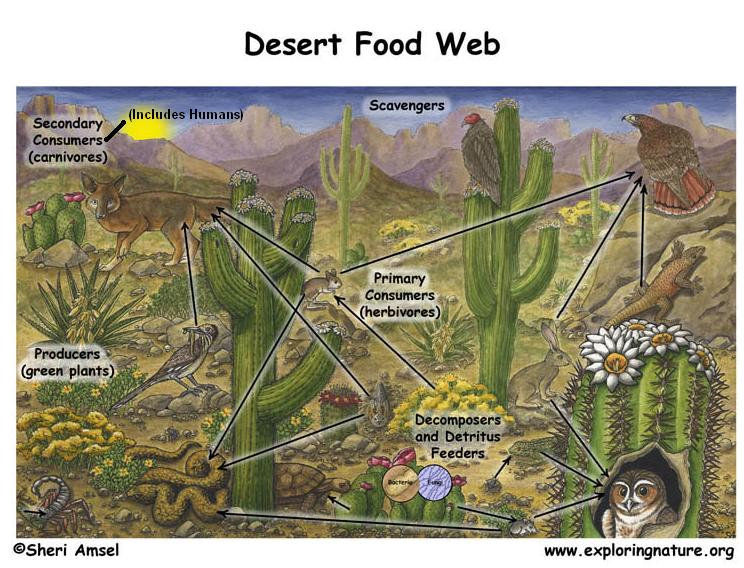 Desert Food Web
(Includes Humans)
Secondary
Consumers
(carnivores)
Scavengers
Primary
Consumers
(herbivores)
Producers
(green plants)
Decomposers
and Detritus
Feeders
Bacteria
Fungi
©Sheri Amsel
www.exploringnature.org